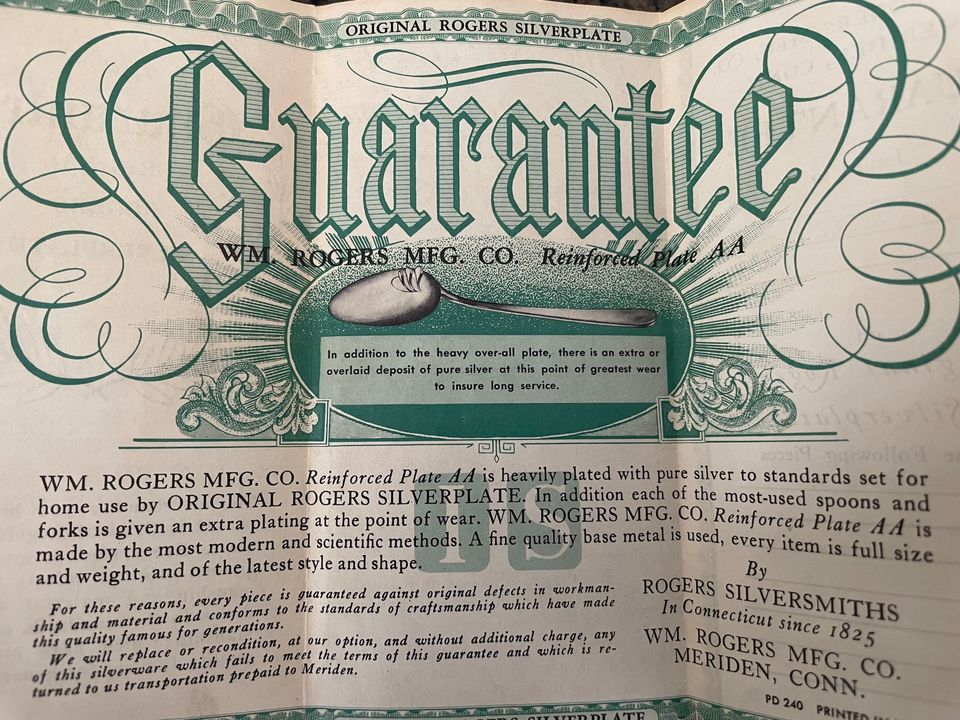 ORIGINAL ROGERS SILVERPLATE
Guarantee
WM. ROGERS MFG. CO. Reinforced Plate AA
In addition to the heavy over-all plate, there is an extra or
overlaid deposit of pure silver at this point of greatest wear
to insure long service.
WM. ROGERS MFG. CO. Reinforced Plate AA is heavily plated with pure silver to standards set for
home use by ORIGINAL ROGERS SILVERPLATE. In addition each of the most-used spoons and
forks is given an extra plating at the point of wear. WM. ROGERS MFG. CO. Reinforced Plate AA is
made by the most modern and scientific methods. A fine quality base metal is used, every item is full size
and weight, and of the latest style and shape.
IS
For these reasons, every piece is guaranteed against original defects in workman-
ship and material and conforms to the standards of craftsmanship which have made
this quality famous for generations.
We will replace or recondition, at our option, and without additional charge, any
of this silverware which fails to meet the terms of this guarantee and which is re-
turned to us transportation prepaid to Meriden.
By
ROGERS SILVERSMITHS
In Connecticut since 1825
WM. ROGERS MFG. CO.
MERIDEN, CONN.
PD 240 PRINTED
ROGERS SILVERPLATE